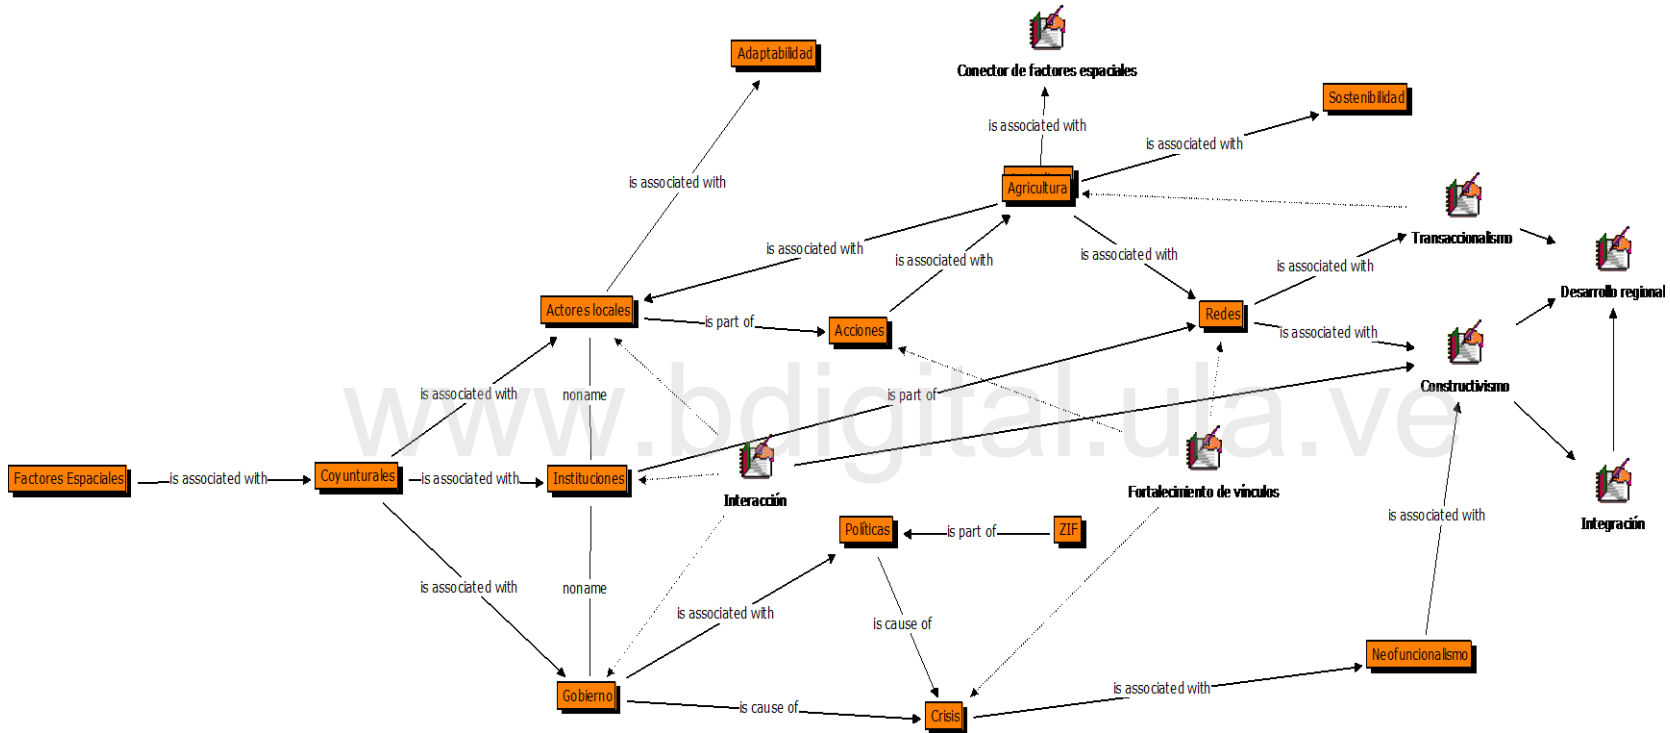 Adaptabilidad
Conector de factores espaciales
Sostenibilidad
is associated with
is associated with
is associated with
Agricultura
Transaccionalismo
is associated with
is associated with
is associated with
is associated with
Desarrollo regional
Actores locales
is part of
Acciones
Redes
is associated with
Constructivismo
is associated with
noname
is part of
www.bdigital.ula.ve
Factores Espaciales
is associated with
Coyunturales
is associated with
Instituciones
Interacción
Fortalecimiento de vínculos
Integración
is associated with
Políticas
is part of
ZIF
is associated with
noname
is associated with
is cause of
Neofuncionalismo
Gobierno
is cause of
Crisis
is associated with